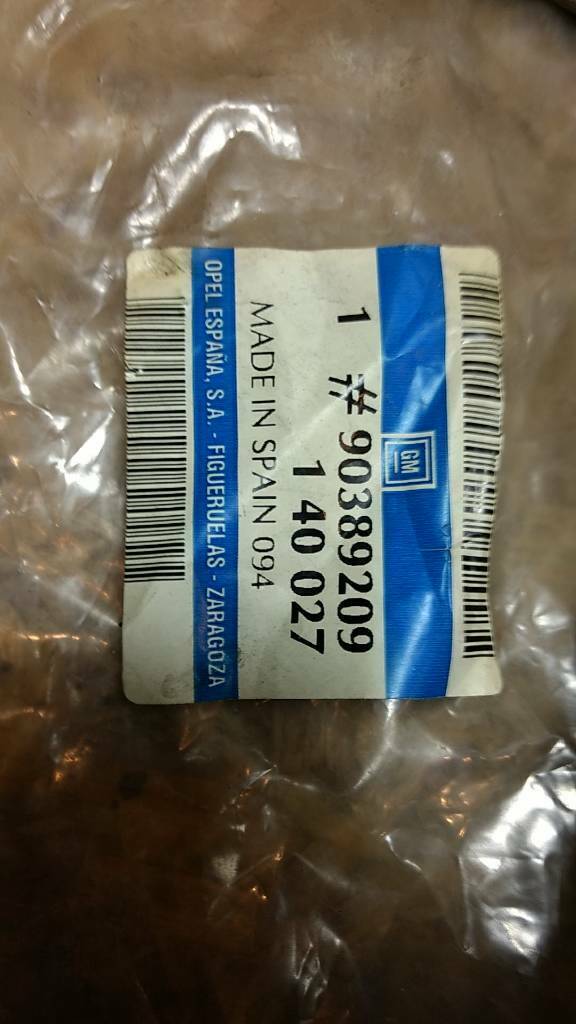 GM
1 # 90389209
1 40 027
MADE IN SPAIN 094
OPEL ESPAÑA, S.A. - FIGUERUELAS - ZARAGOZA